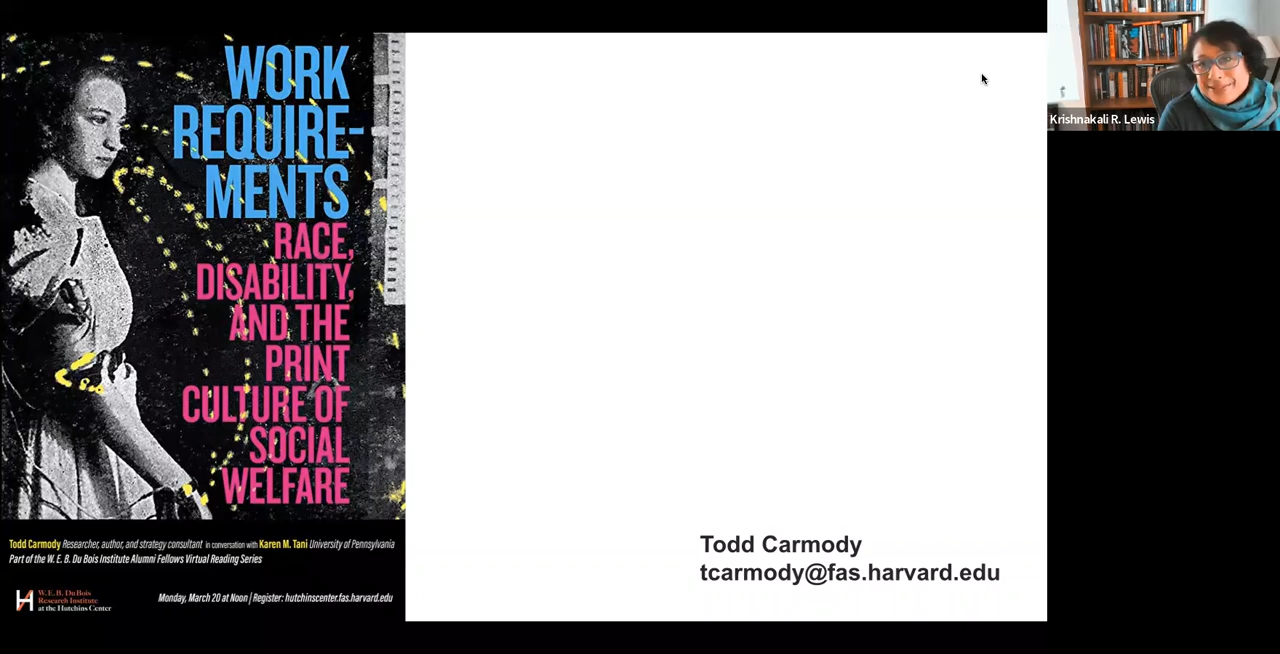 WORK
REQUIRE-
MENTS
RACE,
DISABILITY,
AND THE
PRINT
CULTURE OF
SOCIAL
WELFARE
Todd Carmody Researcher, author, and strategy consultant in conversation with Karen M. Tani University of Pennsylvania
Part of the W. E. B. Du Bois Institute Alumni Fellows Virtual Reading Series
W.E.B. Du Bois
Research Institute
at the Hutchins Center
Monday, March 20 at Noon | Register: hutchinscenter.fas.harvard.edu
Todd Carmody
tcarmody@fas.harvard.edu
Krishnakali R. Lewis